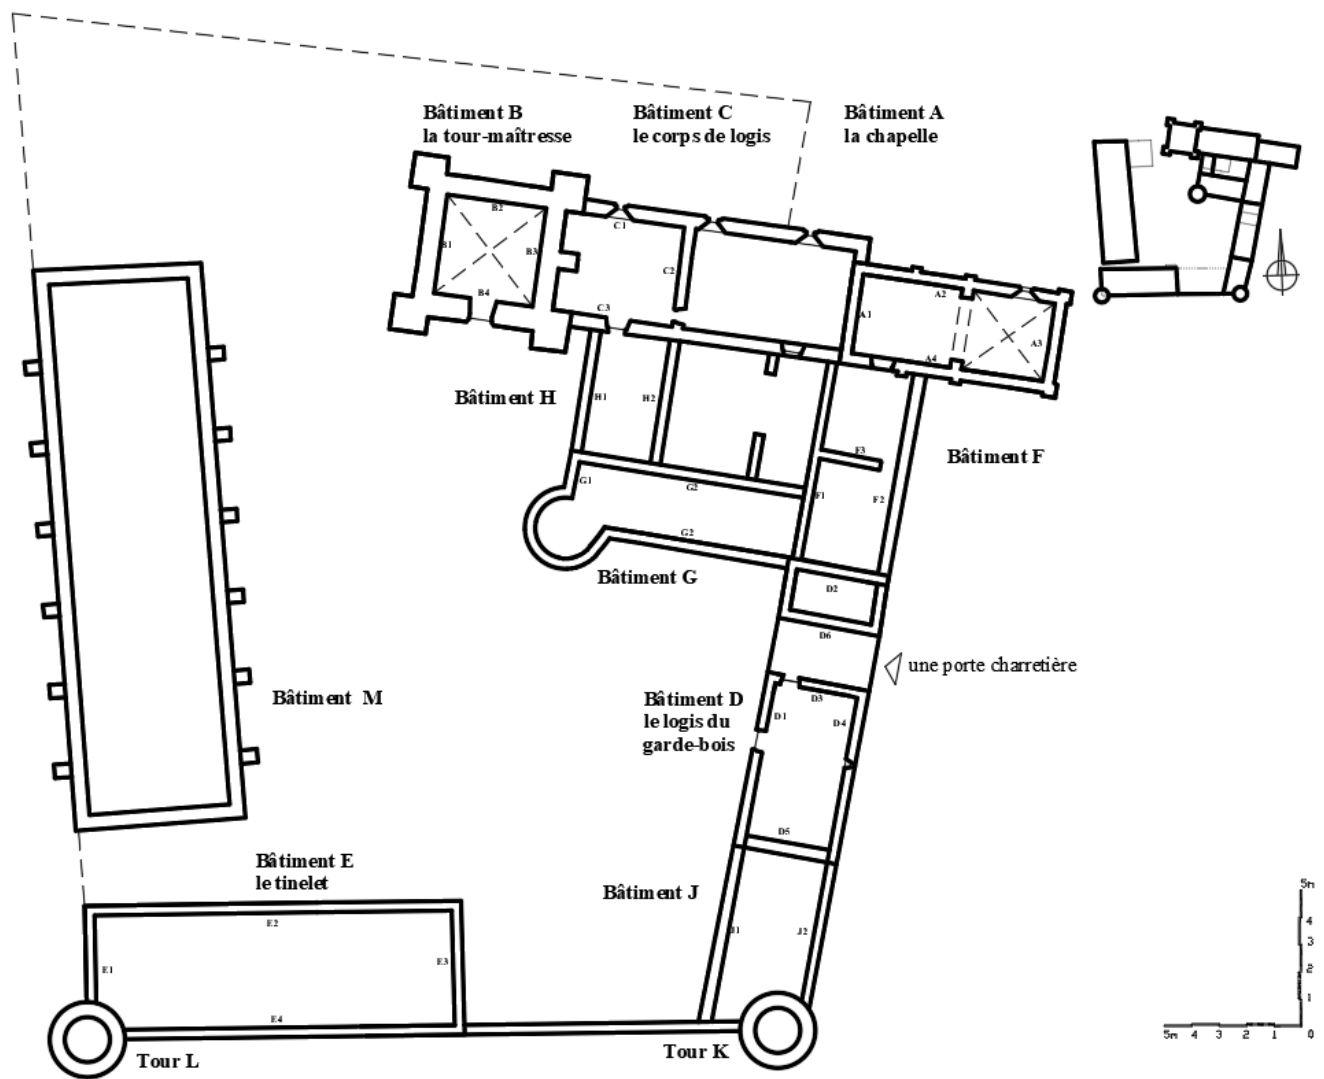 Bâtiment B
la tour-maîtresse
Bâtiment C
le corps de logis
Bâtiment A
la chapelle
B1
B2
B3
B4
C1
C2
C3
A1
A2
A3
A4
Bâtiment H
H1
H2
Bâtiment F
F3
F1
F2
G1
G2
G2
Bâtiment G
D2
D6
une porte charretière
Bâtiment M
Bâtiment D
le logis du
garde-bois
D1
D3
D4
D5
Bâtiment E
le tinelet
Bâtiment J
E1
E2
E3
E4
J1
J2
Tour L
Tour K
5m
4
3
2
1
0
5m 4 3 2 1